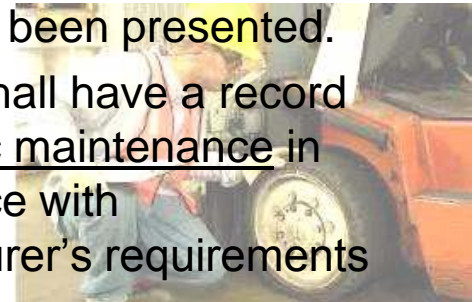 been presented.
hall have a record
c maintenance in
ce with
urer's requirements